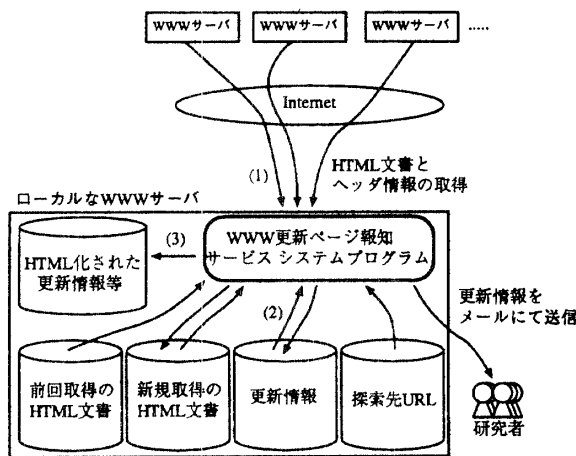 WWWサーバ WWWサーバ WWWサーバ .....
Internet
(1)
HTML文書と
ヘッダ情報の取得
ローカルなWWWサーバ
(3)
WWW更新ページ報知
サービス システムプログラム
HTML化された
更新情報等
(2)
更新情報を
メールにて送信
前回取得の
HTML文書
新規取得の
HTML文書
更新情報
探索先URL
研究者